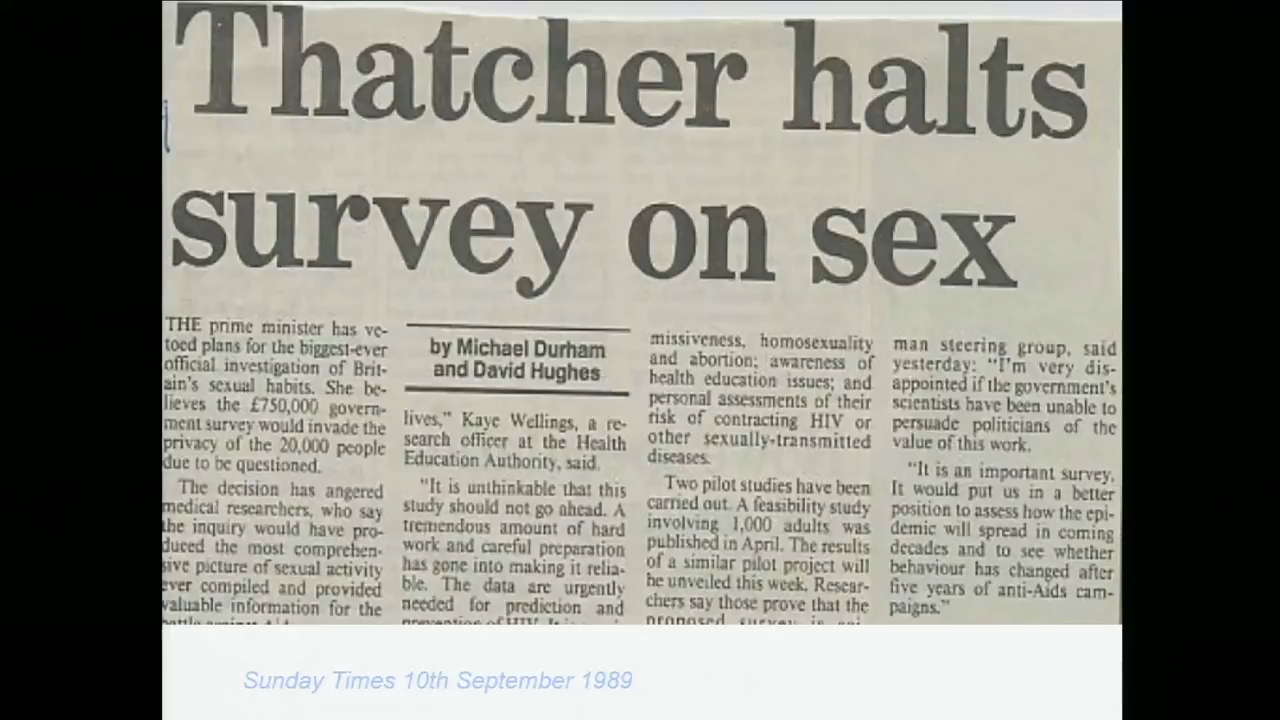 Thatcher halts
survey on sex
THE prime minister has ve-
toed plans for the biggest-ever
official investigation of Brit-
ain's sexual habits. She be-
lieves the £750,000 govern-
ment survey would invade the
privacy of the 20,000 people
due to be questioned.
The decision has angered
medical researchers, who say
the inquiry would have pro-
duced the most comprehen-
sive picture of sexual activity
ever compiled and provided
valuable information for the
by Michael Durham
and David Hughes
lives," Kaye Wellings, a re-
search officer at the Health
Education Authority, said.
"It is unthinkable that this
study should not go ahead. A
tremendous amount of hard
work and careful preparation
has gone into making it relia-
ble. The data are urgently
needed for prediction and
prevention of HIV.
missiveness, homosexuality
and abortion; awareness of
health education issues; and
personal assessments of their
risk of contracting HIV or
other sexually-transmitted
diseases.
Two pilot studies have been
carried out. A feasibility study
involving 1,000 adults was
published in April. The results
of a similar pilot project will
be unveiled this week. Resear-
chers say those prove that the
proposed survey is
man steering group, said
yesterday: "I'm very dis-
appointed if the government's
scientists have been unable to
persuade politicians of the
value of this work.
"It is an important survey.
It would put us in a better
position to assess how the epi-
demic will spread in coming
decades and to see whether
behaviour has changed after
five years of anti-Aids cam-
paigns."
Sunday Times 10th September 1989